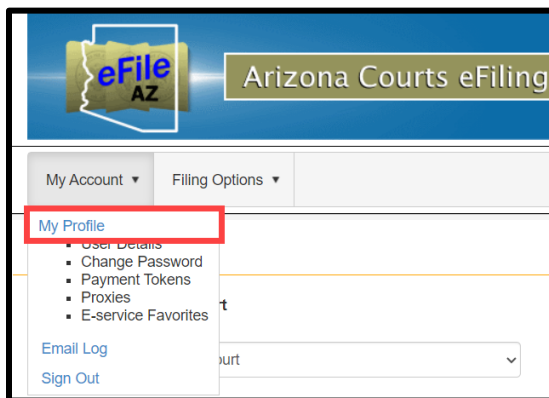 eFile
AZ
Arizona Courts eFiling
My Account ▼ Filing Options ▼
My Profile
▪ User Details
▪ Change Password
▪ Payment Tokens
▪ Proxies
▪ E-service Favorites
Email Log
Sign Out